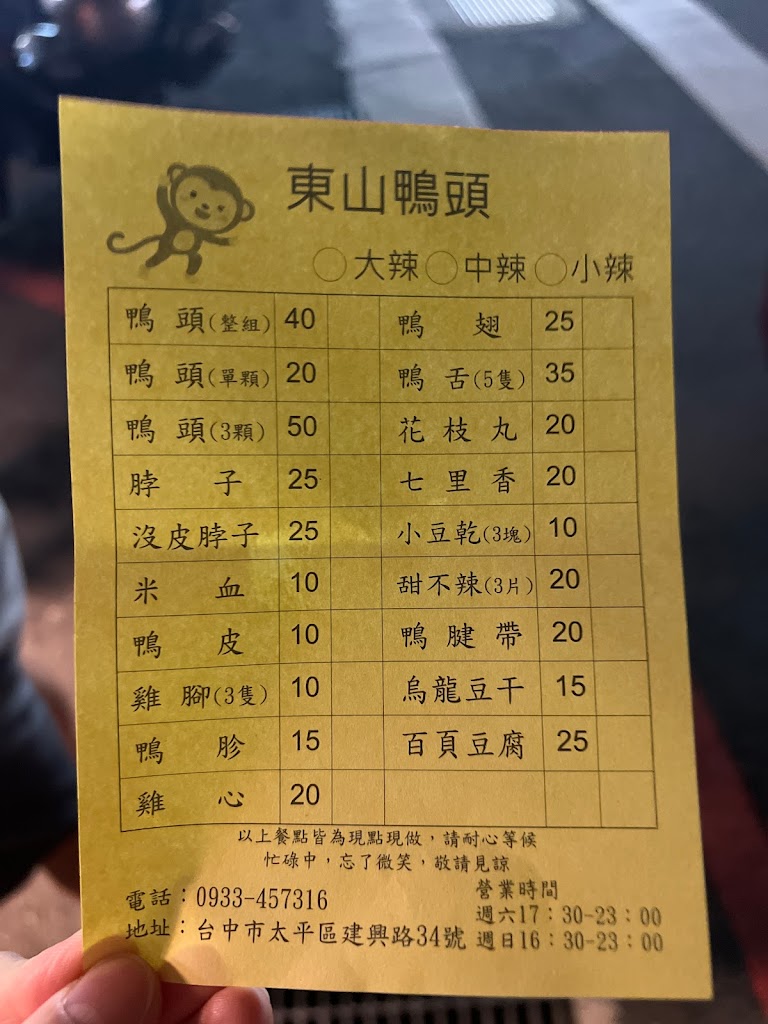 東山鴨頭
○大辣○中辣○小辣
鴨 頭(整組) 40 鴨 翅 25
鴨 頭(單顆) 20 鴨 舌(5隻) 35
鴨 頭(3顆) 50 花 枝 丸 20
脖 子 25 七 里 香 20
沒皮脖子 25 小豆乾(3塊) 10
米 血 10 甜不辣(3片) 20
鴨 皮 10 鴨 腱 帶 20
雞 腳(3隻) 10 烏龍豆干 15
鴨 胗 15 百頁豆腐 25
雞 心 20
以上餐點皆為現點現做，請耐心等候
忙碌中，忘了微笑，敬請見諒
電話：0933-457316
地址：台中市太平區建興路34號
營業時間
週六17：30-23：00
週日16：30-23：00